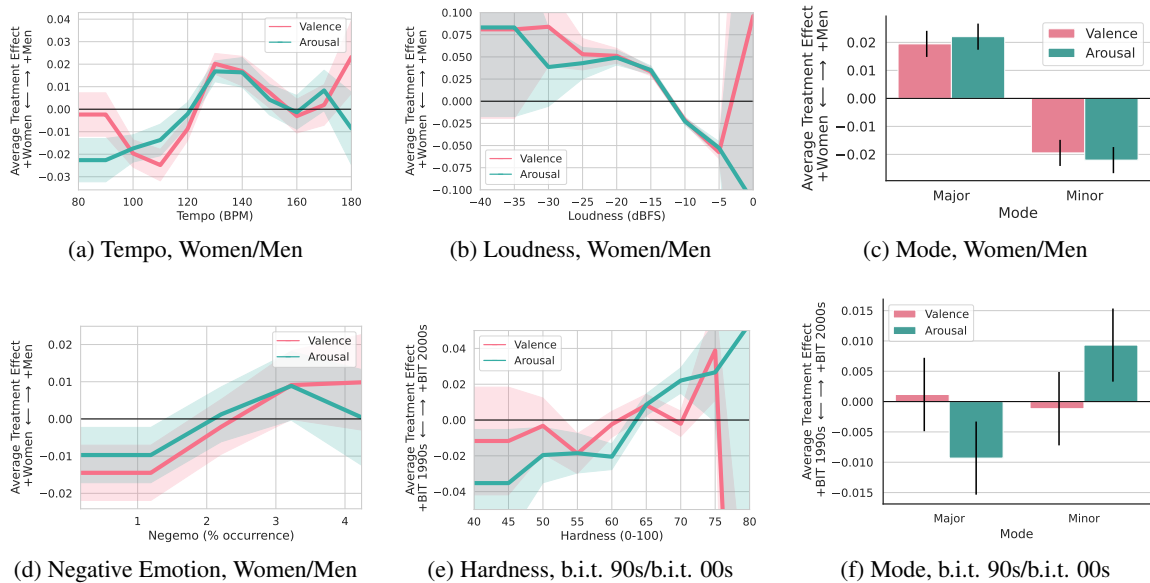 Average Treatment Effect
+Women ⟵ ⟶ +Men
0.04
0.03
0.02
0.01
0.00
−0.01
−0.02
−0.03
Valence
Arousal
80 100 120 140 160 180
Tempo (BPM)
(a) Tempo, Women/Men
Average Treatment Effect
+Women ⟵ ⟶ +Men
0.100
0.075
0.050
0.025
0.000
0.025
0.050
0.075
−0.100
Valence
Arousal
−40 −35 −30 −25 −20 −15 −10 −5 0
Loudness (dBFS)
(b) Loudness, Women/Men
Average Treatment Effect
+Women ⟵ ⟶ +Men
0.02
0.01
0.00
−0.01
−0.02
Valence
Arousal
Major Minor
Mode
(c) Mode, Women/Men
Average Treatment Effect
+Women ⟵ ⟶ +Men
0.02
0.01
0.00
−0.01
−0.02
Valence
Arousal
1 2 3 4
Negemo (% occurrence)
(d) Negative Emotion, Women/Men
Average Treatment Effect
+BIT 1990s ⟵ ⟶ +BIT 2000s
0.04
0.02
0.00
−0.02
−0.04
Valence
Arousal
40 45 50 55 60 65 70 75 80
Hardness (0-100)
(e) Hardness, b.i.t. 90s/b.i.t. 00s
Average Treatment Effect
+BIT 1990s ⟵ ⟶ +BIT 2000s
0.015
0.010
0.005
0.000
−0.005
−0.010
−0.015
Valence
Arousal
Major Minor
Mode
(f) Mode, b.i.t. 90s/b.i.t. 00s